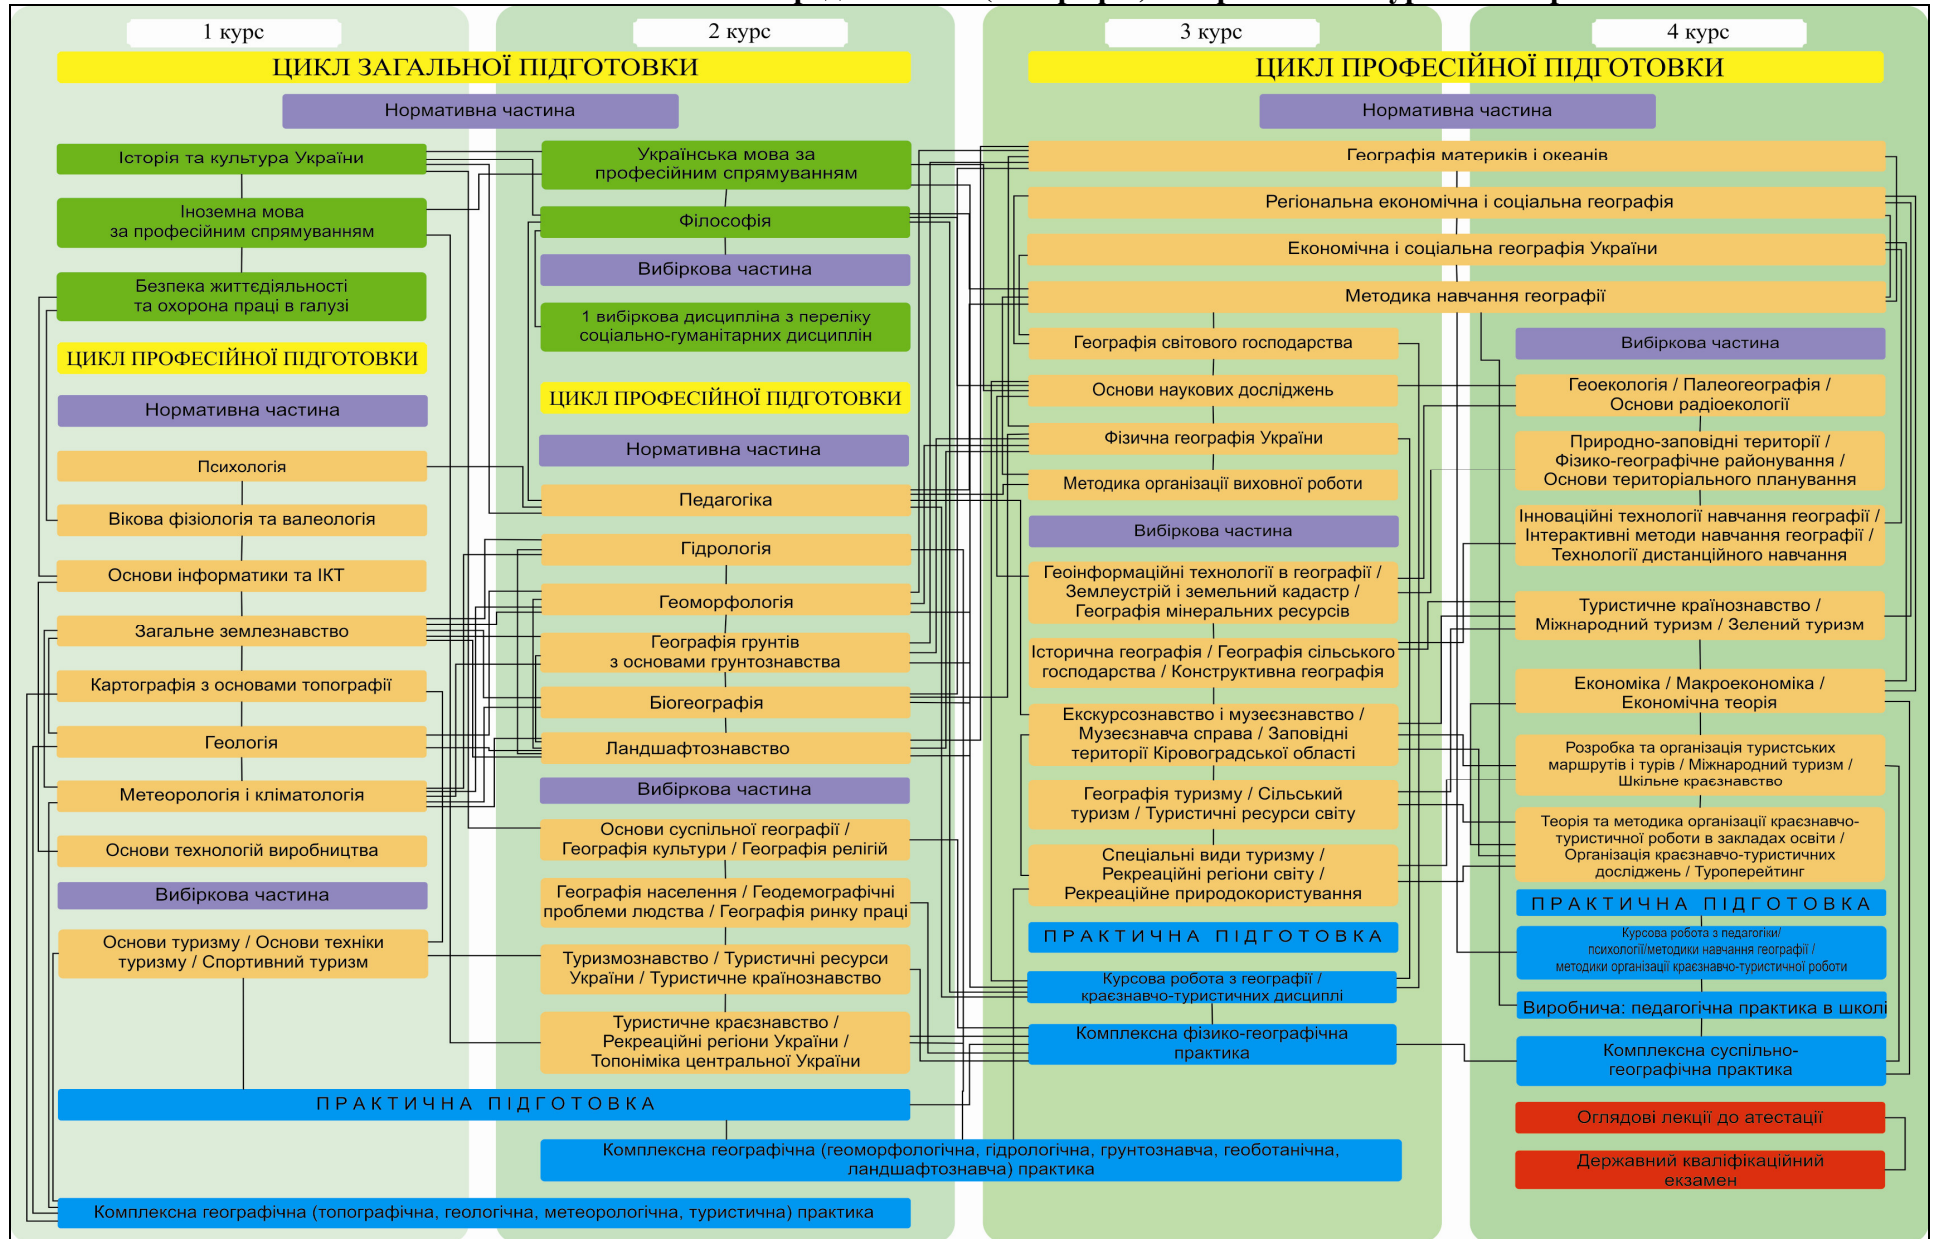 1 курс
2 курс
3 курс
4 курс
ЦИКЛ ЗАГАЛЬНОЇ ПІДГОТОВКИ
ЦИКЛ ПРОФЕСІЙНОЇ ПІДГОТОВКИ
Нормативна частина
Нормативна частина
Історія та культура України
Іноземна мова
за професійним спрямуванням
Безпека життєдіяльності
та охорона праці в галузі
ЦИКЛ ПРОФЕСІЙНОЇ ПІДГОТОВКИ
Нормативна частина
Психологія
Вікова фізіологія та валеологія
Основи інформатики та ІКТ
Загальне землезнавство
Картографія з основами топографії
Геологія
Метеорологія і кліматологія
Основи технологій виробництва
Вибіркова частина
Основи туризму / Основи техніки
туризму / Спортивний туризм
Українська мова за
професійним спрямуванням
Філософія
Вибіркова частина
1 вибіркова дисципліна з переліку
соціально-гуманітарних дисциплін
ЦИКЛ ПРОФЕСІЙНОЇ ПІДГОТОВКИ
Нормативна частина
Педагогіка
Гідрологія
Геоморфологія
Географія грунтів
з основами грунтознавства
Біогеографія
Ландшафтознавство
Вибіркова частина
Основи суспільної географії /
Географія культури / Географія релігій
Географія населення / Геодемографічні
проблеми людства / Географія ринку праці
Туризмознавство / Туристичні ресурси
України / Туристичне країнознавство
Туристичне краєзнавство /
Рекреаційні регіони України /
Топоніміка центральної України
ПРАКТИЧНА ПІДГОТОВКА
Комплексна географічна (геоморфологічна, гідрологічна, грунтознавча, геоботанічна,
ландшафтознавча) практика
Комплексна географічна (топографічна, геологічна, метеорологічна, туристична) практика
Географія материків і океанів
Регіональна економічна і соціальна географія
Економічна і соціальна географія України
Методика навчання географії
Географія світового господарства
Основи наукових досліджень
Фізична географія України
Методика організації виховної роботи
Вибіркова частина
Геоінформаційні технології в географії /
Землеустрій і земельний кадастр /
Географія мінеральних ресурсів
Історична географія / Географія сільського
господарства / Конструктивна географія
Екскурсознавство і музеєзнавство /
Музеєзнавча справа / Заповідні
території Кіровоградської області
Географія туризму / Сільський
туризм / Туристичні ресурси світу
Спеціальні види туризму /
Рекреаційні регіони світу /
Рекреаційне природокористування
ПРАКТИЧНА ПІДГОТОВКА
Курсова робота з географії /
краєзнавчо-туристичних дисциплі
Комплексна фізико-географічна
практика
Вибіркова частина
Геоекологія / Палеогеографія /
Основи радіоекології
Природно-заповідні території /
Фізико-географічне районування /
Основи територіального планування
Інноваційні технології навчання географії /
Інтерактивні методи навчання географії /
Технології дистанційного навчання
Туристичне країнознавство /
Міжнародний туризм / Зелений туризм
Економіка / Макроекономіка /
Економічна теорія
Розробка та організація туристських
маршрутів і турів / Міжнародний туризм /
Шкільне краєзнавство
Теорія та методика організації краєзнавчо-
туристичної роботи в закладах освіти /
Організація краєзнавчо-туристичних
досліджень / Туроперейтинг
ПРАКТИЧНА ПІДГОТОВКА
Курсова робота з педагогіки/
психології/методики навчання географії /
методики організації краєзнавчо-туристичної роботи
Виробнича: педагогічна практика в школі
Комплексна суспільно-
географічна практика
Оглядові лекції до атестації
Державний кваліфікаційний
екзамен